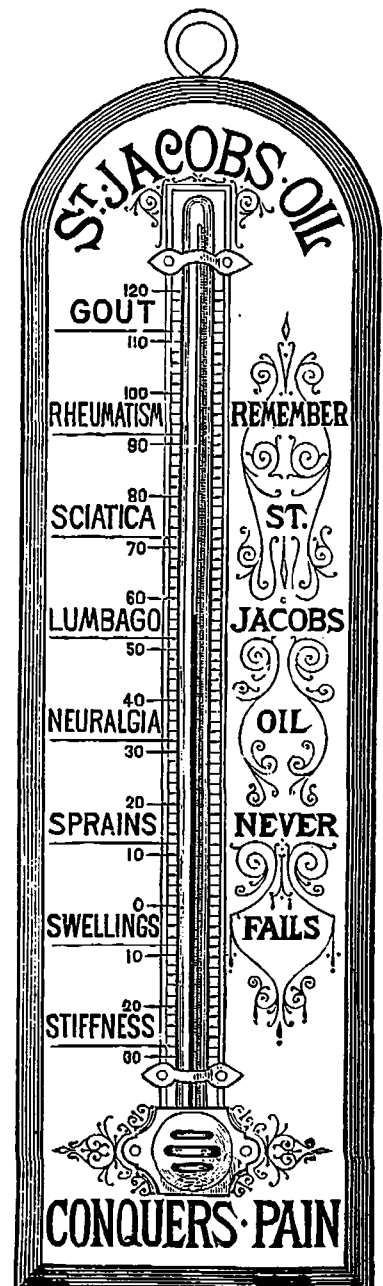 ST. JACOBS · OIL
120
GOUT
110
100
RHEUMATISM
90
80
SCIATICA
70
60
LUMBAGO
50
40
NEURALGIA
30
20
SPRAINS
10
0
SWELLINGS
10
20
STIFFNESS
30
REMEMBER
ST.
JACOBS
OIL
NEVER
FAILS
CONQUERS · PAIN